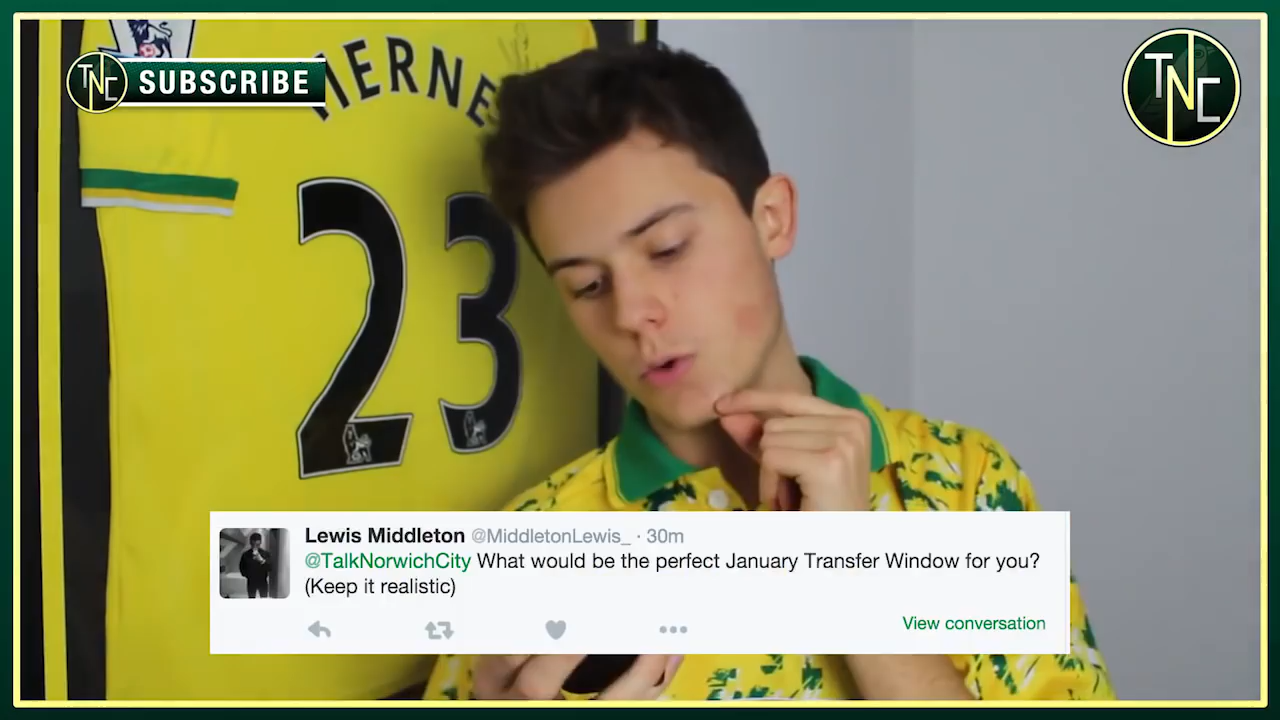 TNC SUBSCRIBE
TNC
IERNE
23
Lewis Middleton @MiddletonLewis_ · 30m
@TalkNorwichCity What would be the perfect January Transfer Window for you?
(Keep it realistic)
View conversation